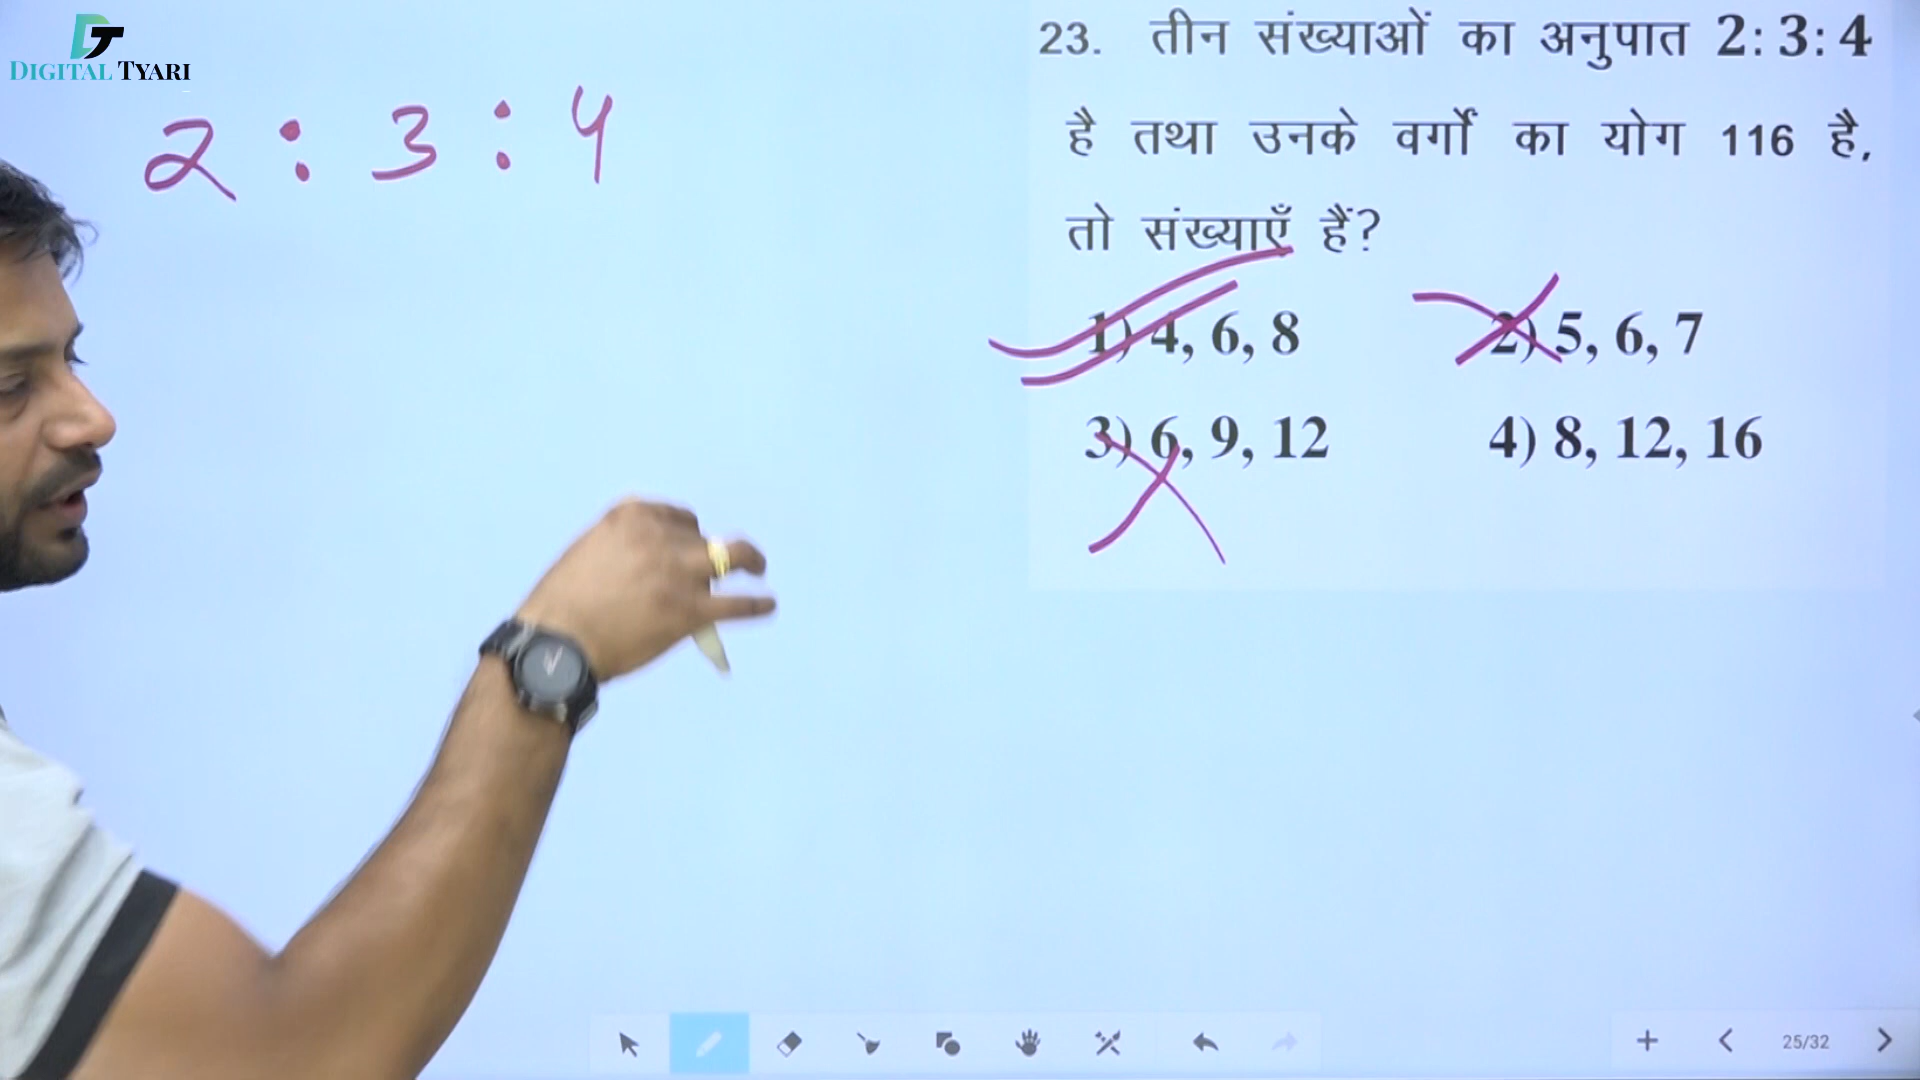 DIGITAL TYARI
2 : 3 : 4
23. तीन संख्याओं का अनुपात 2:3:4
है तथा उनके वर्गों का योग 116 है,
तो संख्याएँ हैं?
1) 4, 6, 8 2) 5, 6, 7
3) 6, 9, 12 4) 8, 12, 16
25/32